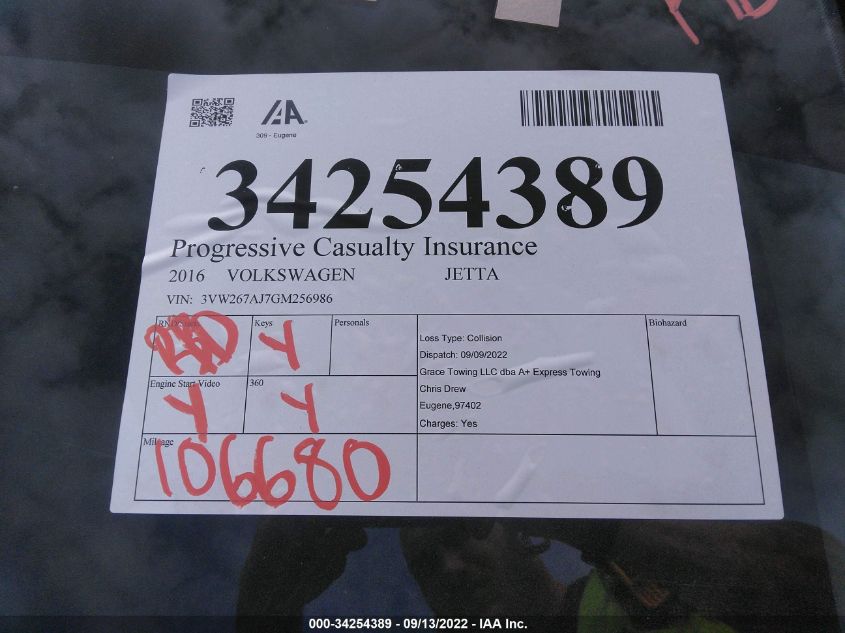 IAA
309 - Eugene
34254389
Progressive Casualty Insurance
2016 VOLKSWAGEN JETTA
VIN: 3VW267AJ7GM256986
Keys Personals Biohazard
Y
Loss Type: Collision
Dispatch: 09/09/2022
Grace Towing LLC dba A+ Express Towing
Chris Drew
Eugene,97402
Charges: Yes
Engine Start Video 360
Y Y
Mileage
106680
000-34254389 - 09/13/2022 - IAA Inc.